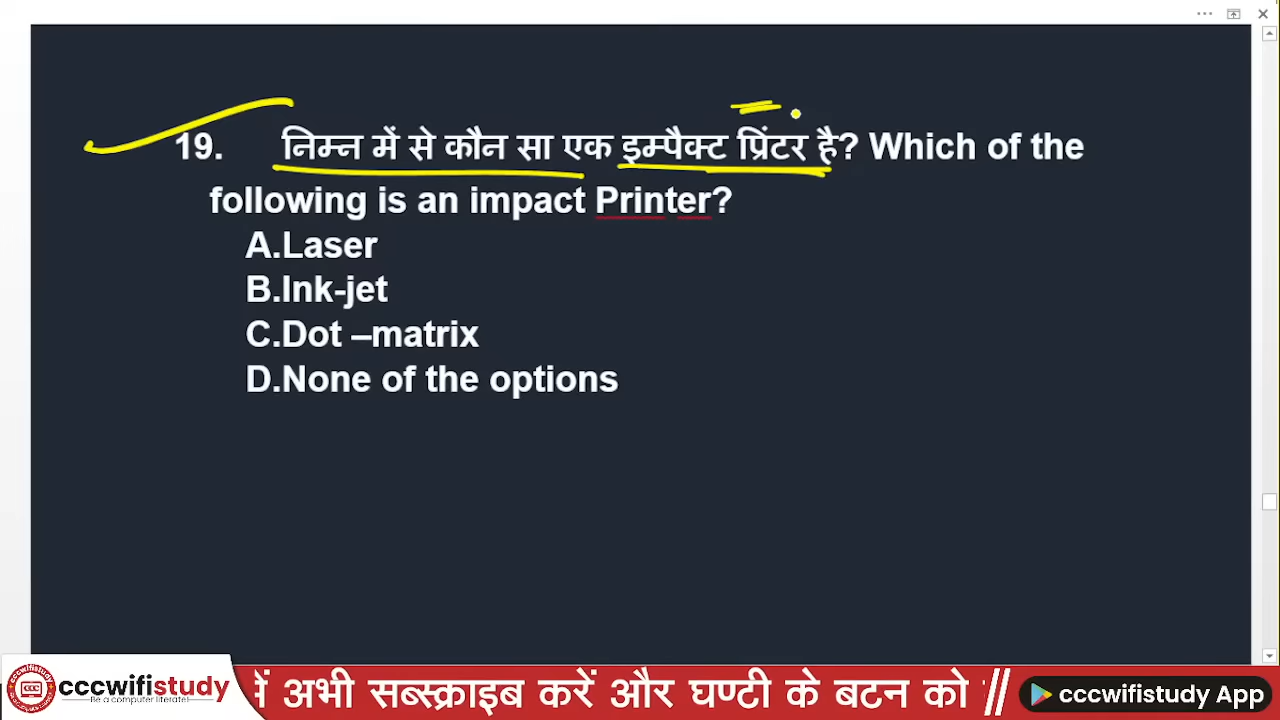 19. निम्न में से कौन सा एक इम्पैक्ट प्रिंटर है? Which of the
following is an impact Printer?
A.Laser
B.Ink-jet
C.Dot –matrix
D.None of the options
cccwifistudy
Be a computer literate!
में अभी सब्स्क्राइब करें और घण्टी के बटन को
cccwifistudy App